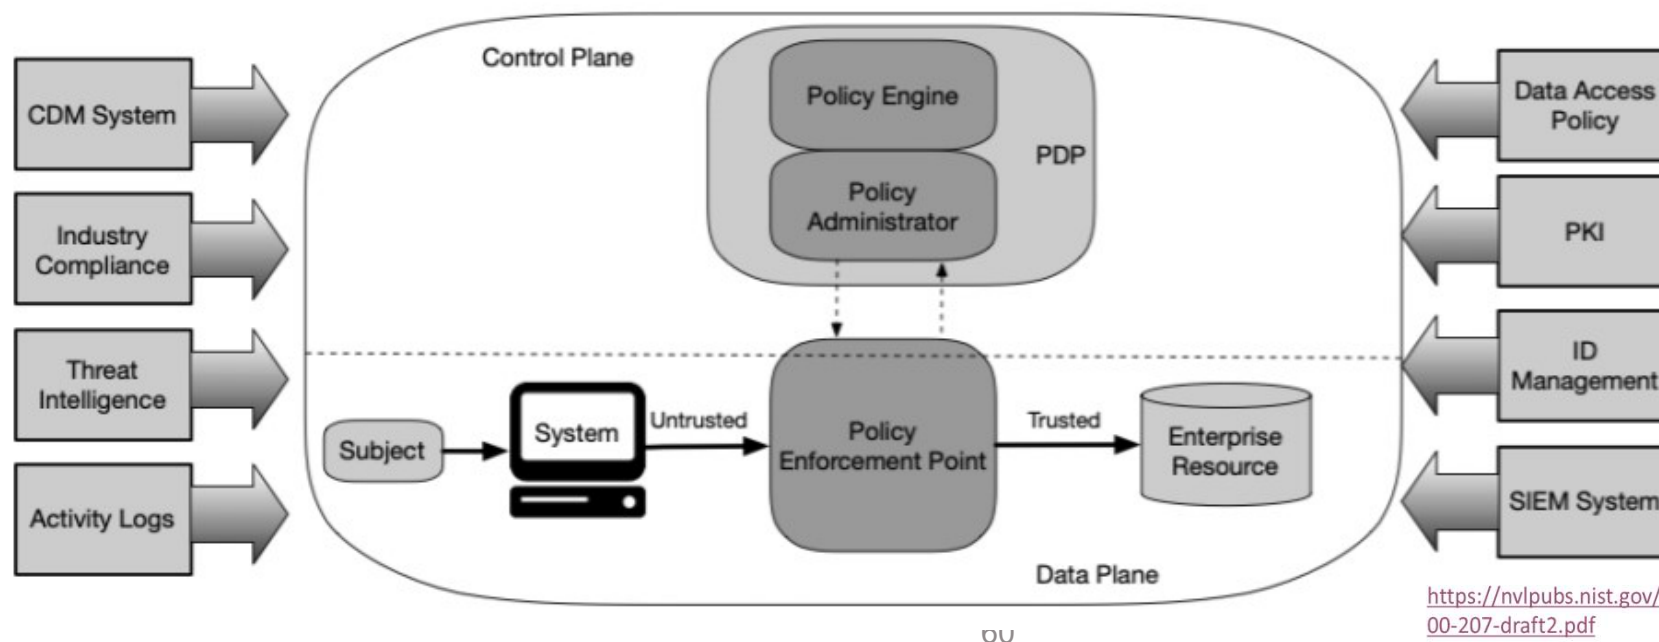 Control Plane
CDM System
Industry
Compliance
Threat
Intelligence
Activity Logs
Policy Engine
Policy
Administrator
PDP
Subject
System
Untrusted
Policy
Enforcement Point
Trusted
Enterprise
Resource
Data Plane
Data Access
Policy
PKI
ID
Management
SIEM System
https://nvlpubs.nist.gov/
00-207-draft2.pdf
60